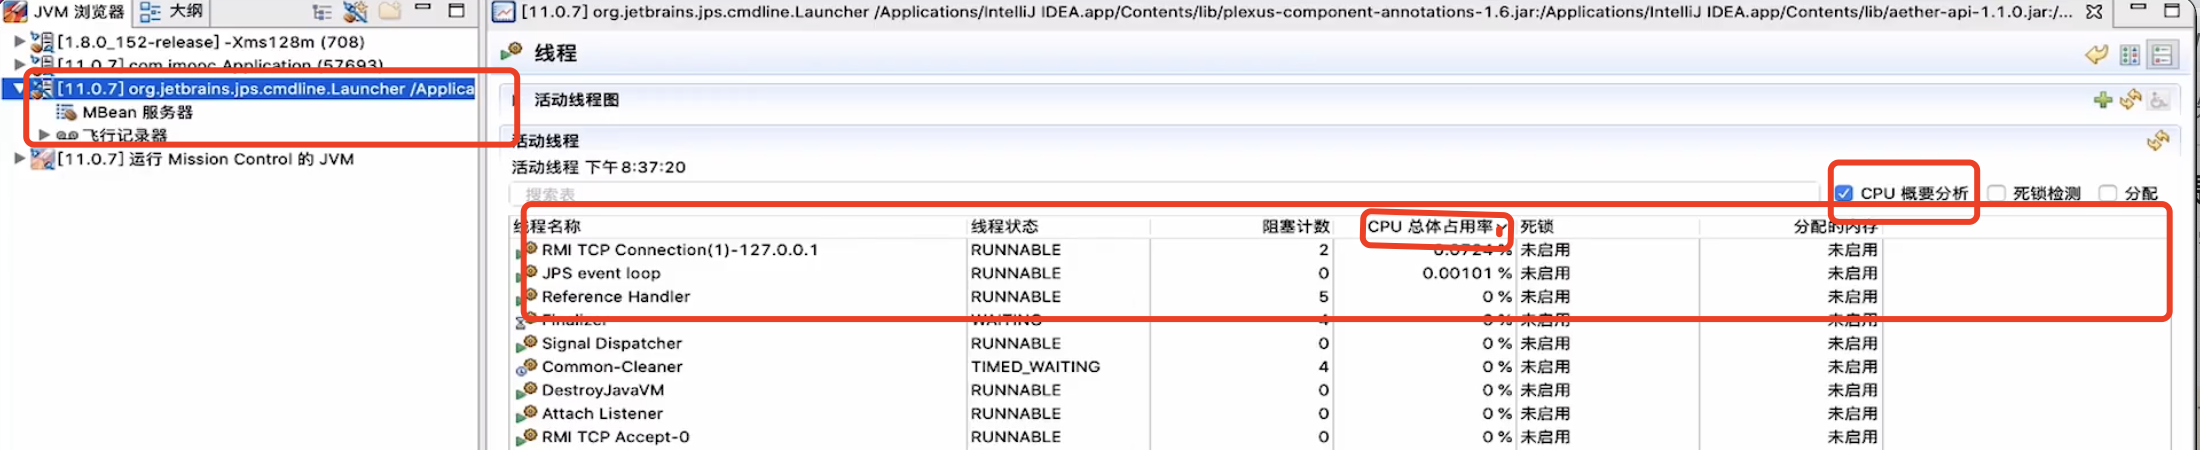 JVM 浏览器 大纲
[1.8.0_152-release] -Xms128m (708)
[11.0.7] com.imooc.Application (57693)
[11.0.7] org.jetbrains.jps.cmdline.Launcher /Applica
MBean 服务器
飞行记录器
[11.0.7] 运行 Mission Control 的 JVM
[11.0.7] org.jetbrains.jps.cmdline.Launcher /Applications/IntelliJ IDEA.app/Contents/lib/plexus-component-annotations-1.6.jar:/Applications/IntelliJ IDEA.app/Contents/lib/aether-api-1.1.0.jar:/...
线程
活动线程图
活动线程
活动线程 下午8:37:20
搜索表 CPU 概要分析 死锁检测 分配
线程名称 线程状态 阻塞计数 CPU 总体占用率 死锁 分配的内存
RMI TCP Connection(1)-127.0.0.1 RUNNABLE 2 0.0724 % 未启用 未启用
JPS event loop RUNNABLE 0 0.00101 % 未启用 未启用
Reference Handler RUNNABLE 5 0 % 未启用 未启用
Finalizer WAITING 4 0 % 未启用 未启用
Signal Dispatcher RUNNABLE 0 0 % 未启用 未启用
Common-Cleaner TIMED_WAITING 4 0 % 未启用 未启用
DestroyJavaVM RUNNABLE 0 0 % 未启用 未启用
Attach Listener RUNNABLE 0 0 % 未启用 未启用
RMI TCP Accept-0 RUNNABLE 0 0 % 未启用 未启用